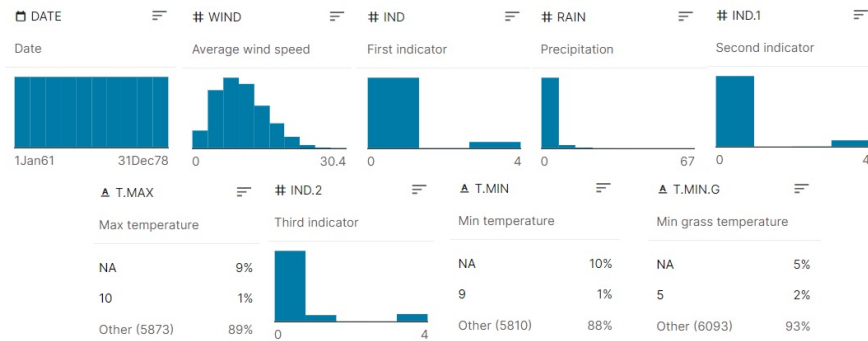 DATE
Date
1Jan61 31Dec78
# WIND
Average wind speed
0 30.4
# IND
First indicator
0 4
# RAIN
Precipitation
0 67
# IND.1
Second indicator
0 4
A T.MAX
Max temperature
NA 9%
10 1%
Other (5873) 89%
# IND.2
Third indicator
0 4
A T.MIN
Min temperature
NA 10%
9 1%
Other (5810) 88%
A T.MIN.G
Min grass temperature
NA 5%
5 2%
Other (6093) 93%